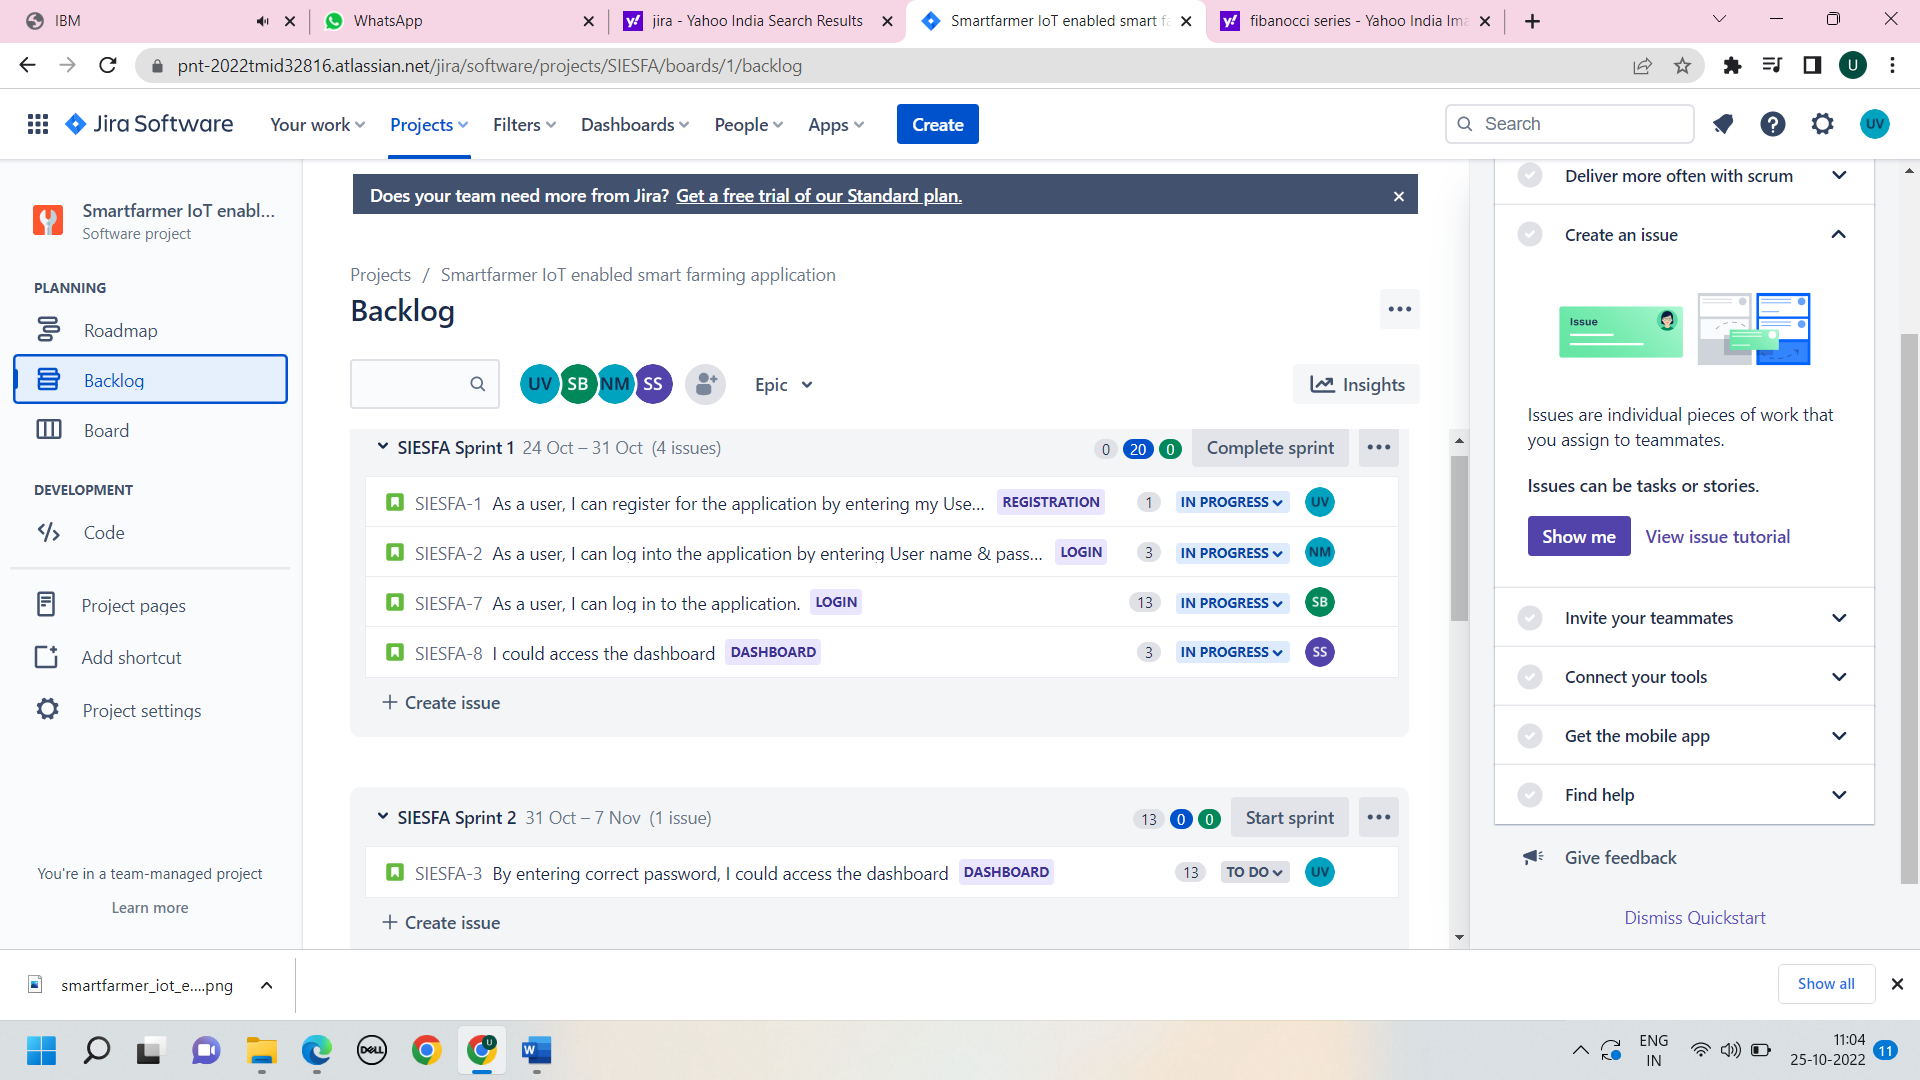 IBM
WhatsApp
jira - Yahoo India Search Results
Smartfarmer IoT enabled smart fa
fibanocci series - Yahoo India Ima
pnt-2022tmid32816.atlassian.net/jira/software/projects/SIESFA/boards/1/backlog
U
Jira Software
Your work
Projects
Filters
Dashboards
People
Apps
Create
Search
UV
Smartfarmer IoT enabl...
Software project
PLANNING
Roadmap
Backlog
Board
DEVELOPMENT
Code
Project pages
Add shortcut
Project settings
You're in a team-managed project
Learn more
Does your team need more from Jira? Get a free trial of our Standard plan.
Projects / Smartfarmer IoT enabled smart farming application
Backlog
UV SB NM SS
Epic
Insights
SIESFA Sprint 1 24 Oct – 31 Oct (4 issues) 0 20 0 Complete sprint
SIESFA-1 As a user, I can register for the application by entering my Use... REGISTRATION 1 IN PROGRESS UV
SIESFA-2 As a user, I can log into the application by entering User name & pass... LOGIN 3 IN PROGRESS NM
SIESFA-7 As a user, I can log in to the application. LOGIN 13 IN PROGRESS SB
SIESFA-8 I could access the dashboard DASHBOARD 3 IN PROGRESS SS
+ Create issue
SIESFA Sprint 2 31 Oct – 7 Nov (1 issue) 13 0 0 Start sprint
SIESFA-3 By entering correct password, I could access the dashboard DASHBOARD 13 TO DO UV
+ Create issue
Deliver more often with scrum
Create an issue
Issue
Issues are individual pieces of work that
you assign to teammates.
Issues can be tasks or stories.
Show me View issue tutorial
Invite your teammates
Connect your tools
Get the mobile app
Find help
Give feedback
Dismiss Quickstart
smartfarmer_iot_e....png
Show all
DELL
U
W
ENG
IN
11:04
25-10-2022
11